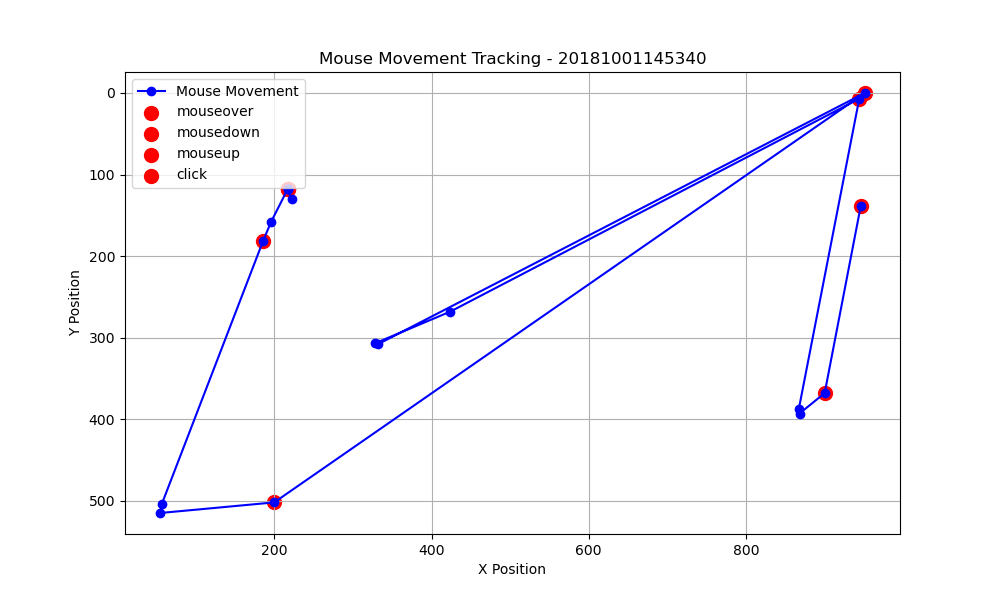 Mouse Movement Tracking - 20181001145340
Mouse Movement
mouseover
mousedown
mouseup
click
0
100
200
300
400
500
Y Position
200
400
600
800
X Position